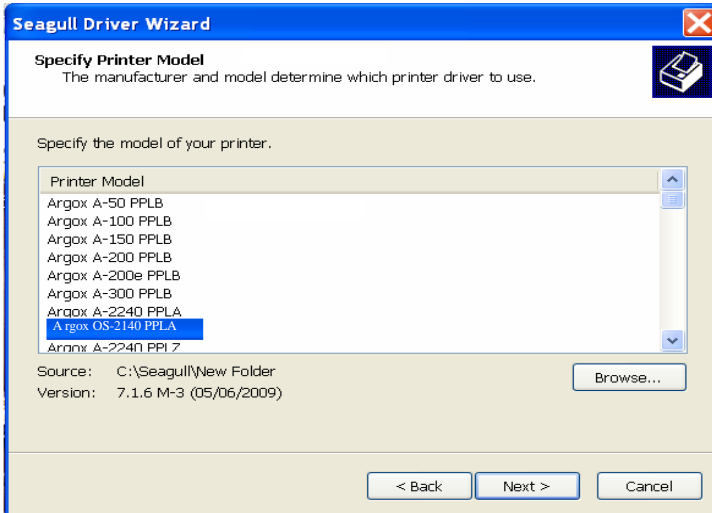 Seagull Driver Wizard
Specify Printer Model
The manufacturer and model determine which printer driver to use.
Specify the model of your printer.
Printer Model
Argox A-50 PPLB
Argox A-100 PPLB
Argox A-150 PPLB
Argox A-200 PPLB
Argox A-200e PPLB
Argox A-300 PPLB
Argox A-2240 PPLA
A rgox OS-2140 PPLA
Argox A-2240 PPLZ
Source: C:\Seagull\New Folder
Browse...
Version: 7.1.6 M-3 (05/06/2009)
< Back Next > Cancel